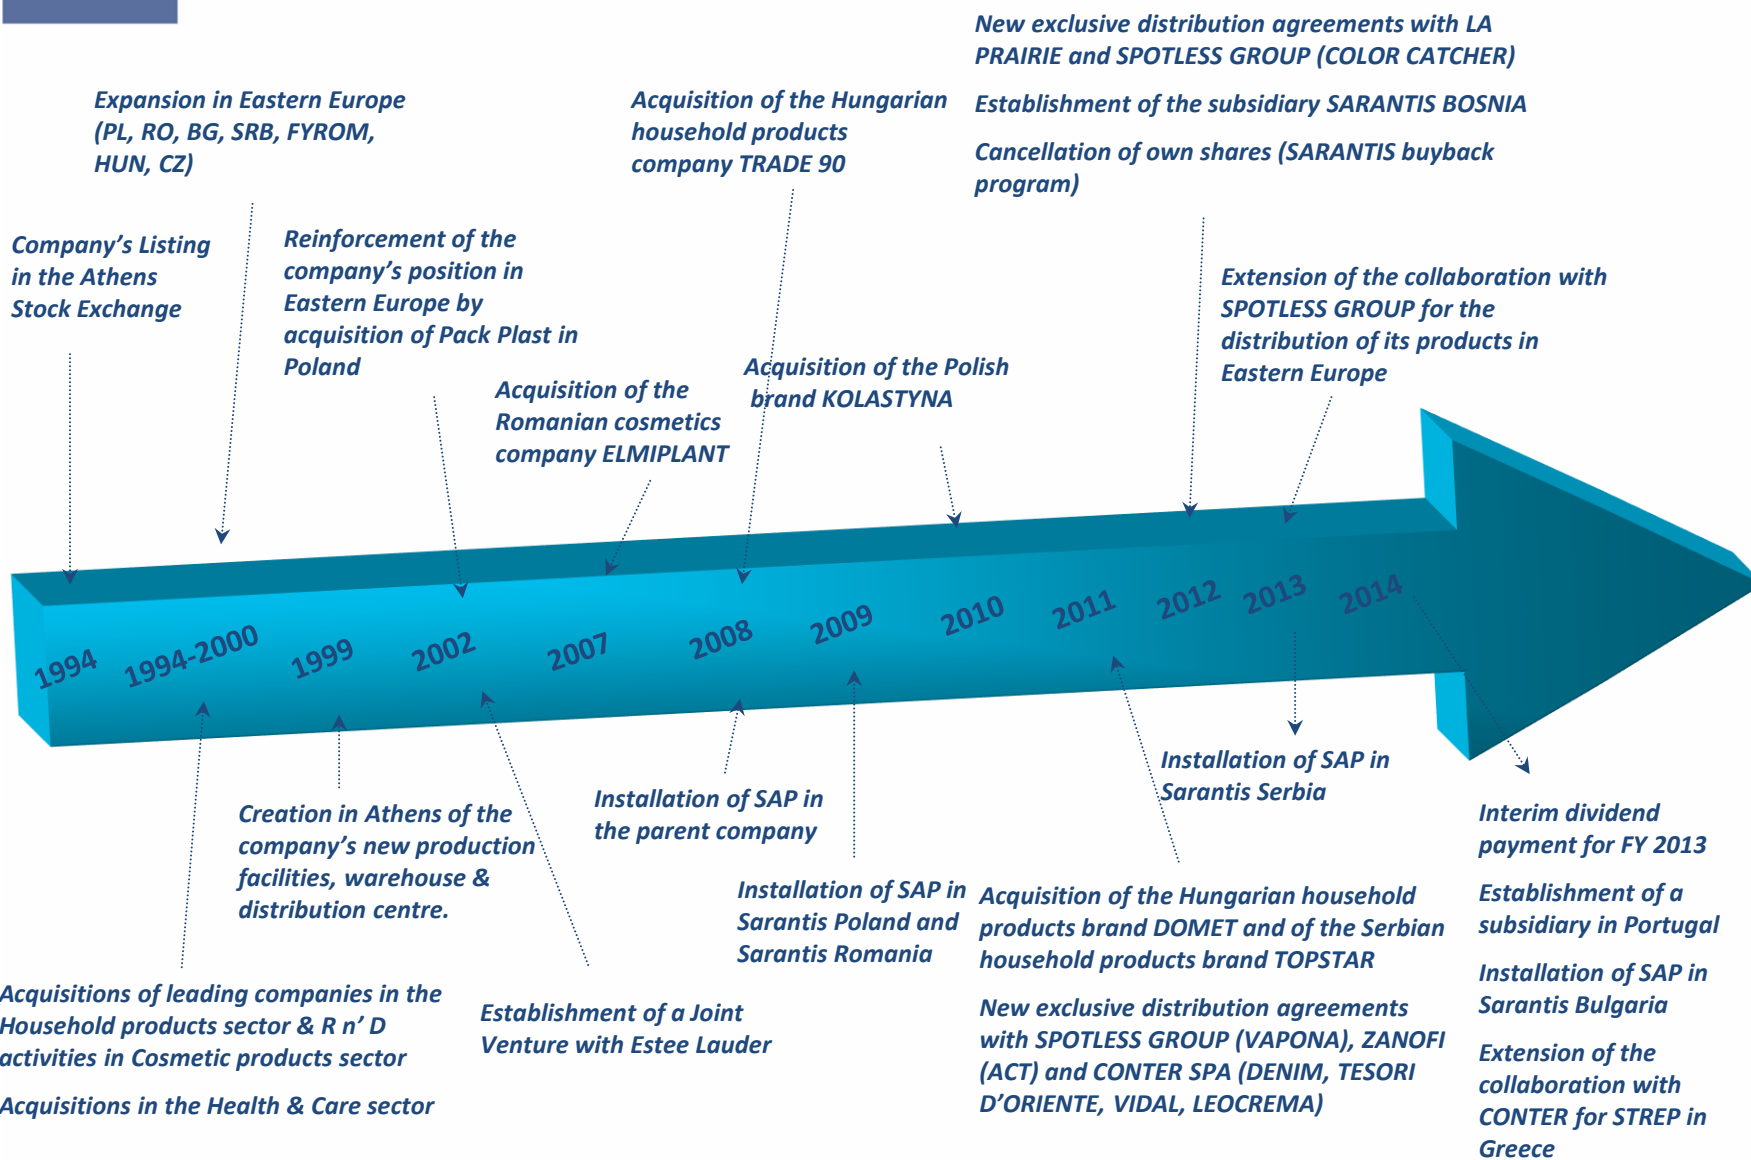 New exclusive distribution agreements with LA
PRAIRIE and SPOTLESS GROUP (COLOR CATCHER)
Establishment of the subsidiary SARANTIS BOSNIA
Cancellation of own shares (SARANTIS buyback
program)
Expansion in Eastern Europe
(PL, RO, BG, SRB, FYROM,
HUN, CZ)
Acquisition of the Hungarian
household products
company TRADE 90
Company's Listing
in the Athens
Stock Exchange
Reinforcement of the
company's position in
Eastern Europe by
acquisition of Pack Plast in
Poland
Extension of the collaboration with
SPOTLESS GROUP for the
distribution of its products in
Eastern Europe
Acquisition of the
Romanian cosmetics
company ELMIPLANT
Acquisition of the Polish
brand KOLASTYNA
1994
1994-2000
1999
2002
2007
2008
2009
2010
2011
2012
2013
2014
Creation in Athens of the
company's new production
facilities, warehouse &
distribution centre.
Installation of SAP in
the parent company
Installation of SAP in
Sarantis Serbia
Installation of SAP in
Sarantis Poland and
Sarantis Romania
Acquisitions of leading companies in the
Household products sector & R n' D
activities in Cosmetic products sector
Acquisitions in the Health & Care sector
Establishment of a Joint
Venture with Estee Lauder
Acquisition of the Hungarian household
products brand DOMET and of the Serbian
household products brand TOPSTAR
New exclusive distribution agreements
with SPOTLESS GROUP (VAPONA), ZANOFI
(ACT) and CONTER SPA (DENIM, TESORI
D'ORIENTE, VIDAL, LEOCREMA)
Interim dividend
payment for FY 2013
Establishment of a
subsidiary in Portugal
Installation of SAP in
Sarantis Bulgaria
Extension of the
collaboration with
CONTER for STREP in
Greece